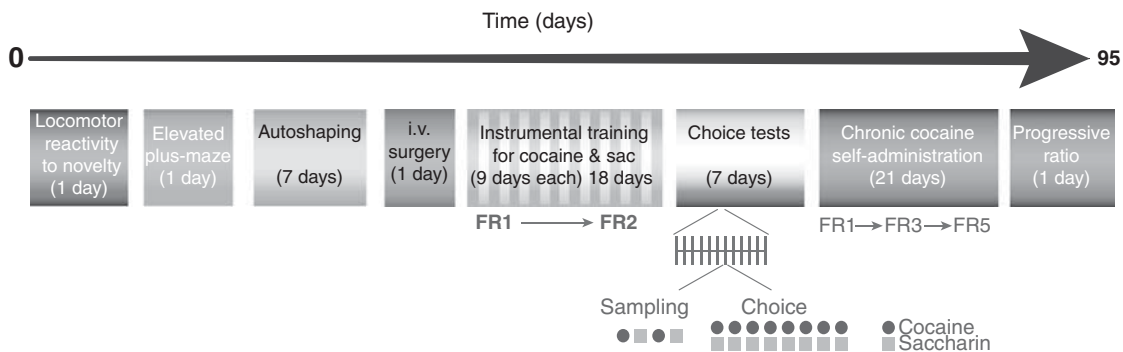 Time (days)
0
95
Locomotor
reactivity
to novelty
(1 day)
Elevated
plus-maze
(1 day)
Autoshaping
(7 days)
i.v.
surgery
(1 day)
Instrumental training
for cocaine & sac
(9 days each) 18 days
Choice tests
(7 days)
Chronic cocaine
self-administration
(21 days)
Progressive
ratio
(1 day)
FR1 FR2
FR1 FR3 FR5
Sampling
Choice
Cocaine
Saccharin